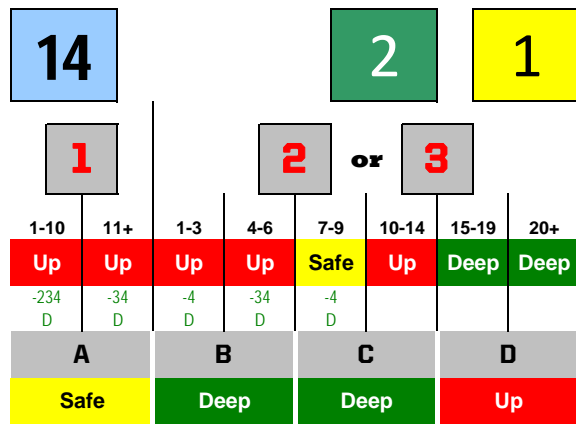 14 2 1
1 2 or 3
1-10 11+ 1-3 4-6 7-9 10-14 15-19 20+
Up Up Up Up Safe Up Deep Deep
-234 -34 -4 -34 -4
D D D D D
A B C D
Safe Deep Deep Up